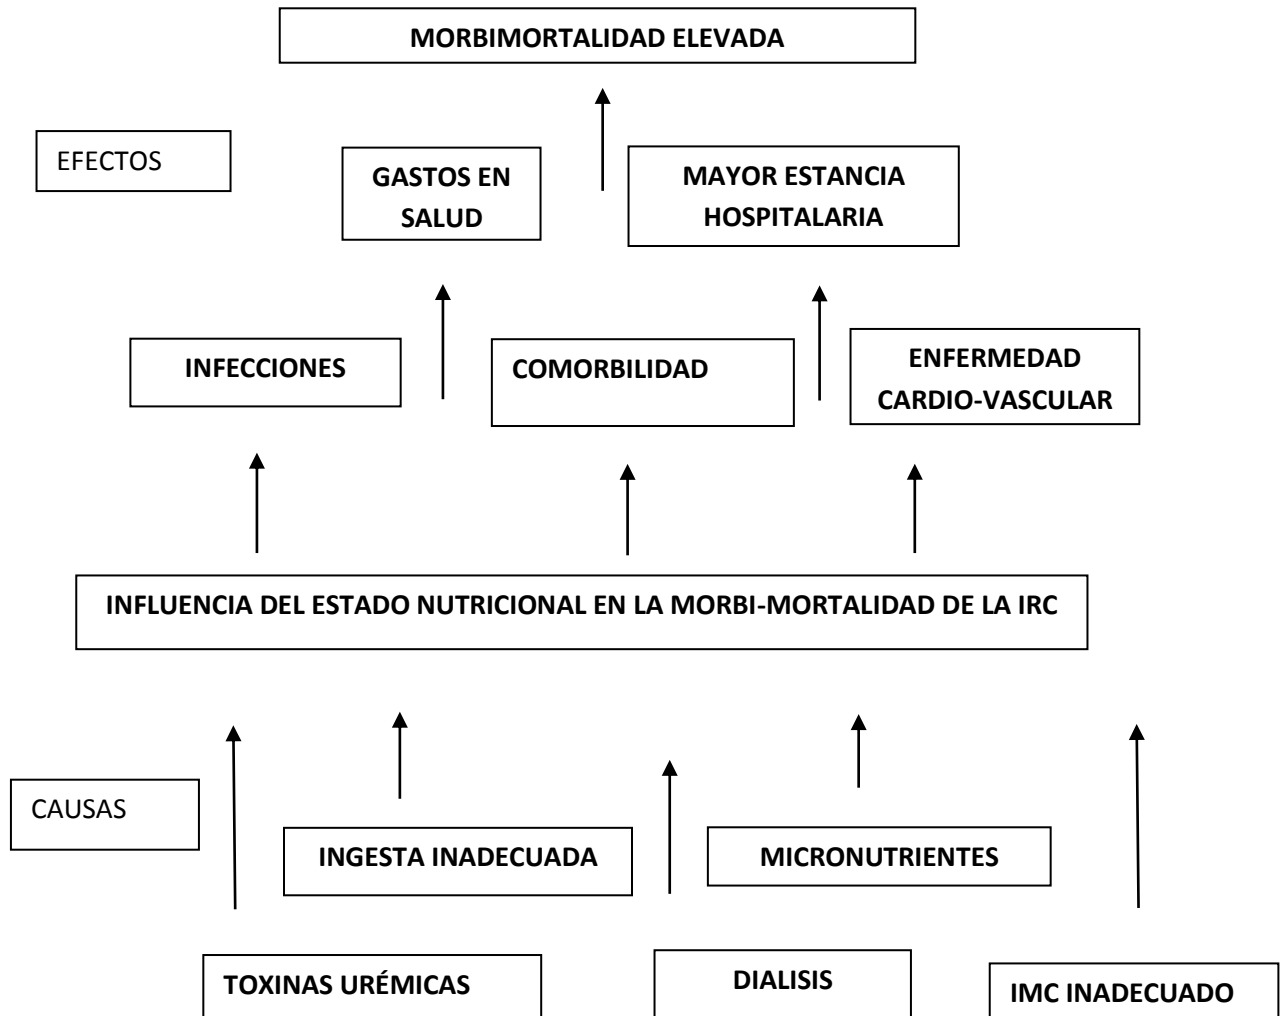 MORBIMORTALIDAD ELEVADA
EFECTOS
GASTOS EN
SALUD
MAYOR ESTANCIA
HOSPITALARIA
INFECCIONES
COMORBILIDAD
ENFERMEDAD
CARDIO-VASCULAR
INFLUENCIA DEL ESTADO NUTRICIONAL EN LA MORBI-MORTALIDAD DE LA IRC
CAUSAS
INGESTA INADECUADA
MICRONUTRIENTES
TOXINAS URÉMICAS
DIALISIS
IMC INADECUADO